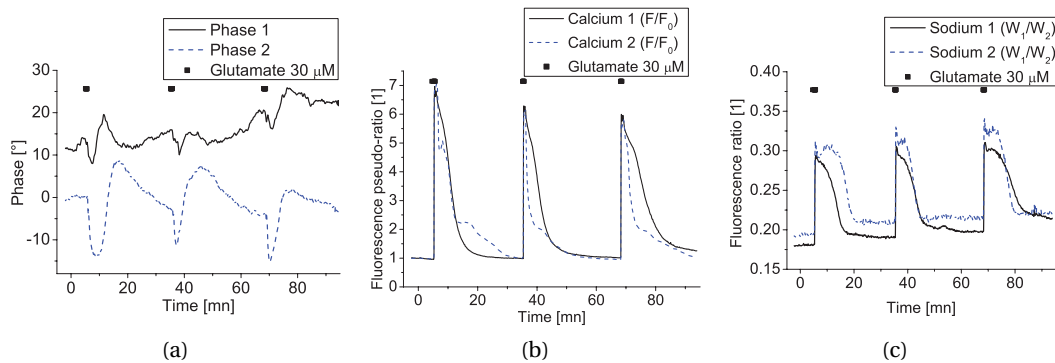 Phase 1
Phase 2
Glutamate 30 µM
30
20
10
0
-10
Phase [°]
0 20 40 60 80
Time [mn]
(a)
Calcium 1 (F/F₀)
Calcium 2 (F/F₀)
Glutamate 30 µM
7
6
5
4
3
2
1
0
Fluorescence pseudo-ratio [1]
0 20 40 60 80
Time [mn]
(b)
Sodium 1 (W₁/W₂)
Sodium 2 (W₁/W₂)
Glutamate 30 µM
0.40
0.35
0.30
0.25
0.20
0.15
Fluorescence ratio [1]
0 20 40 60 80
Time [mn]
(c)